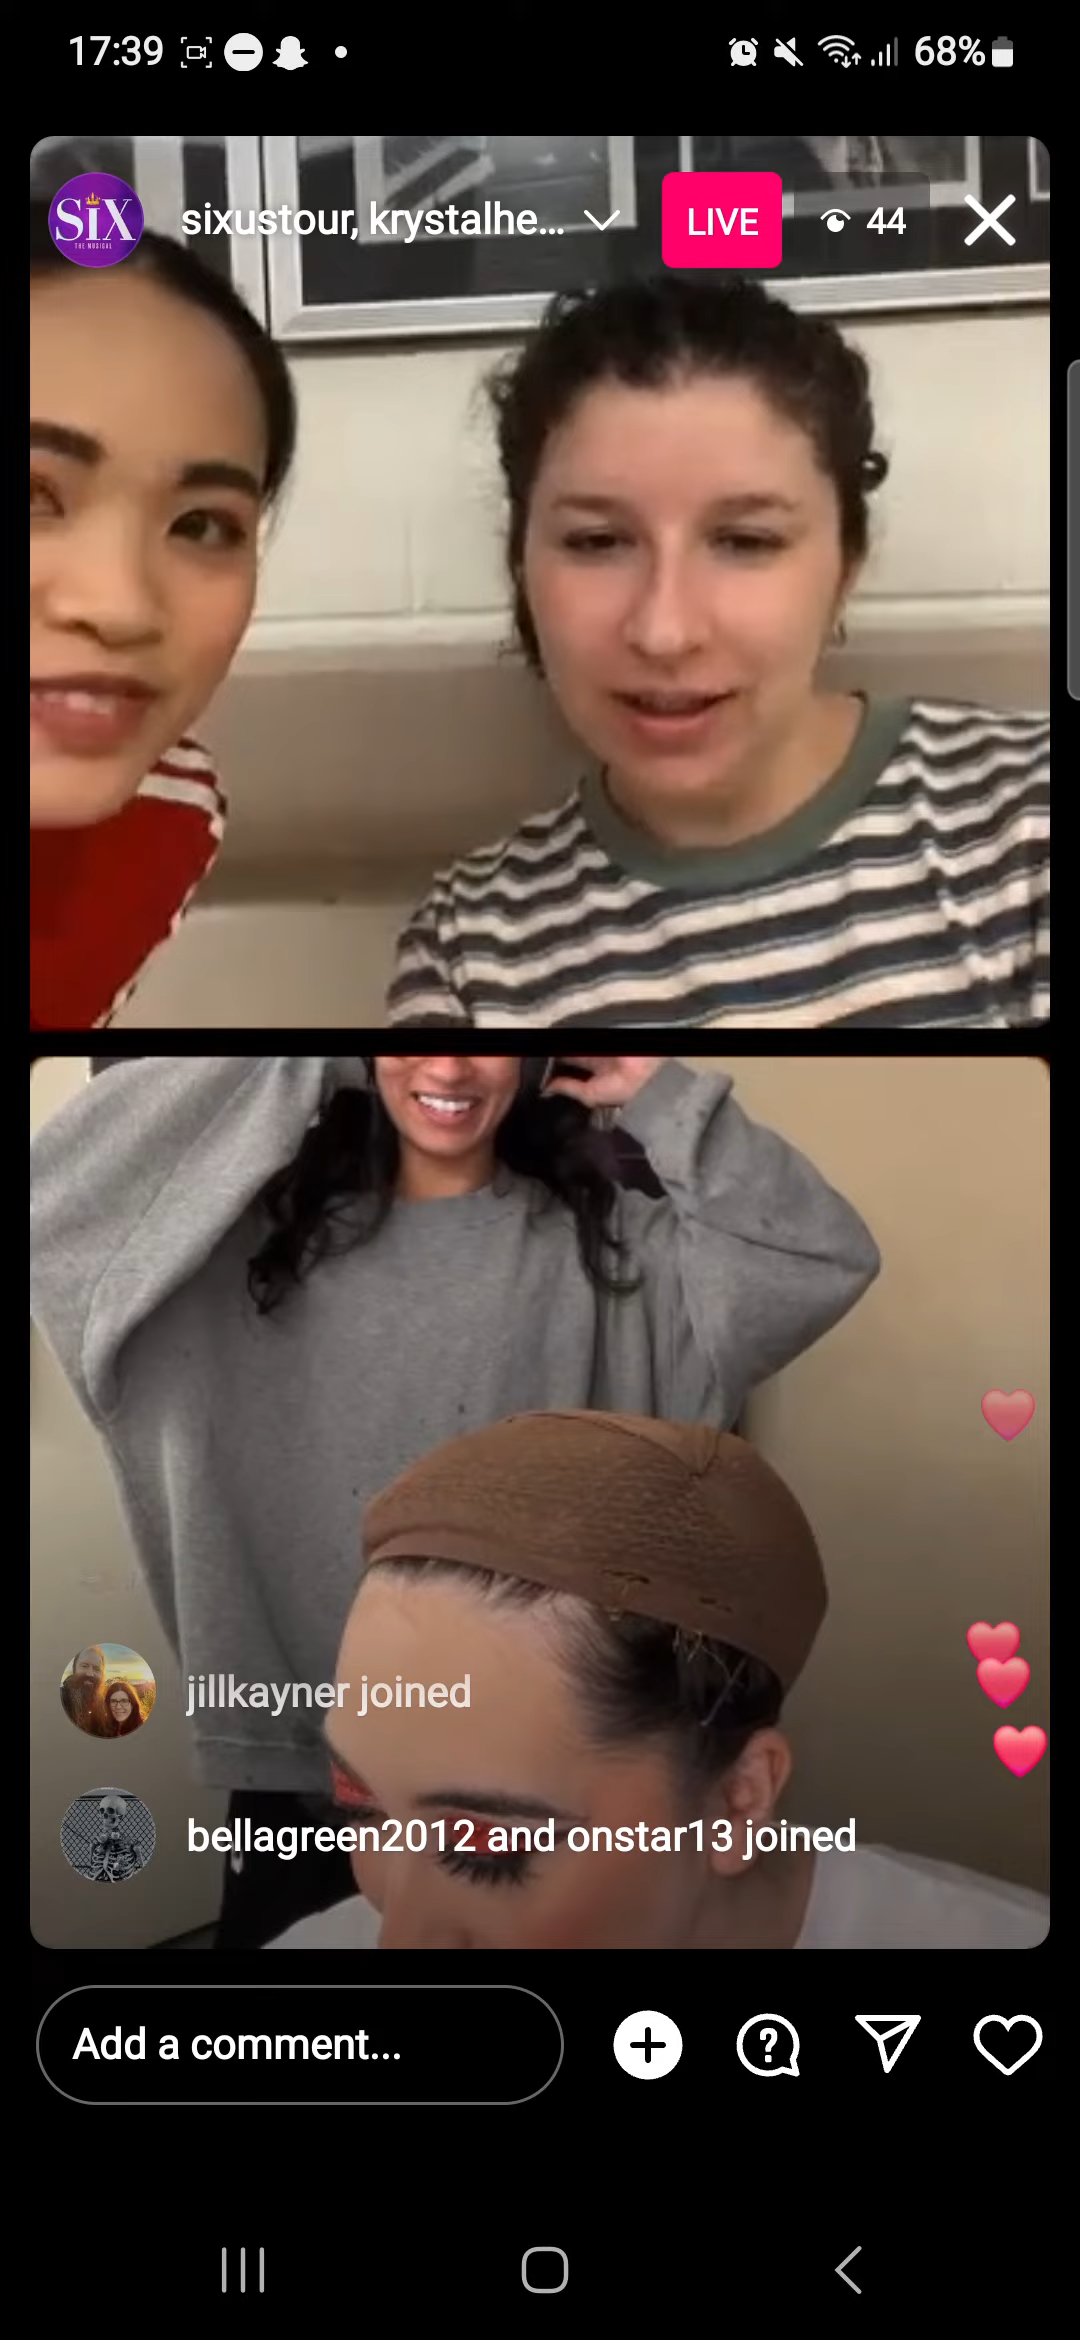 17:39
68%
SIX
THE MUSICAL
sixustour, krystalhe...
LIVE
44
jillkayner joined
bellagreen2012 and onstar13 joined
Add a comment...